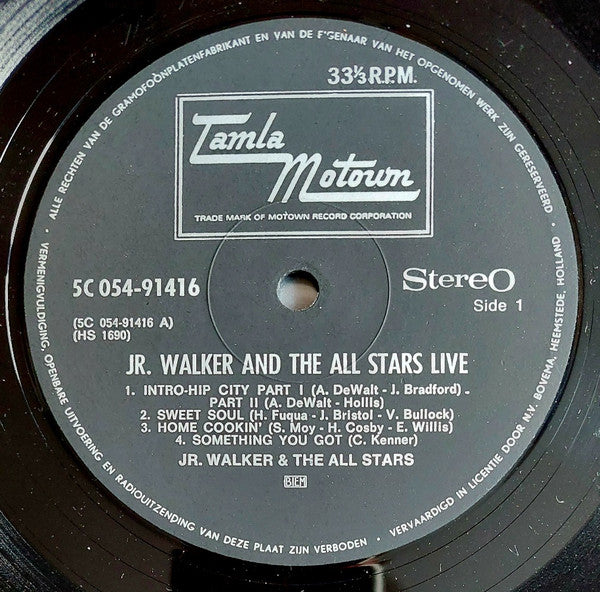 ALLE RECHTEN VAN DE GRAMOFOONPLATENFABRIKANT EN VAN DE EIGENAAR VAN HET OPGENOMEN WERK ZIJN GERESERVEERD
33⅓ R.P.M.
Tamla
Motown
TRADE MARK OF MOTOWN RECORD CORPORATION
5C 054-91416
(5C 054-91416 A)
(HS 1690)
StereO
Side 1
JR. WALKER AND THE ALL STARS LIVE
1. INTRO-HIP CITY PART I (A. DeWalt - J. Bradford) -
PART II (A. DeWalt - Hollis)
2. SWEET SOUL (H. Fuqua - J. Bristol - V. Bullock)
3. HOME COOKIN' (S. Moy - H. Cosby - E. Willis)
4. SOMETHING YOU GOT (C. Kenner)
JR. WALKER & THE ALL STARS
BIEM
• VERMENIGVULDIGING, OPENBARE UITVOERING EN RADIOUITZENDING VAN DEZE PLAAT ZIJN VERBODEN •
VERVAARDIGD IN LICENTIE DOOR N.V. BOVEMA, HEEMSTEDE, HOLLAND •